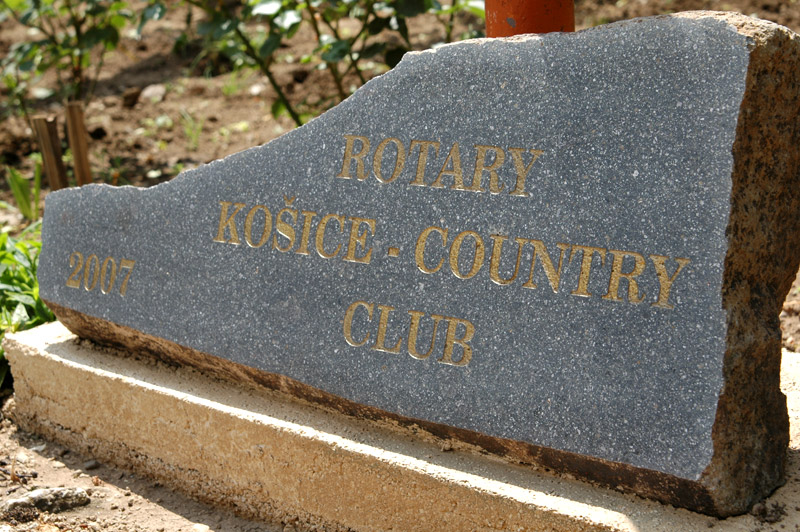 ROTARY
KOŠICE - COUNTRY
CLUB
2007